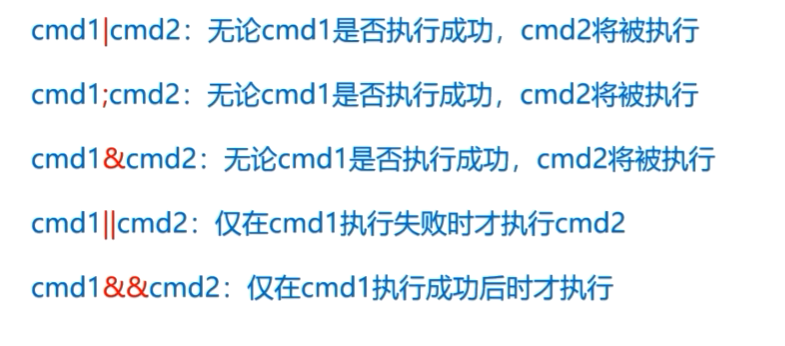 cmd1|cmd2：无论cmd1是否执行成功，cmd2将被执行
cmd1;cmd2：无论cmd1是否执行成功，cmd2将被执行
cmd1&cmd2：无论cmd1是否执行成功，cmd2将被执行
cmd1||cmd2：仅在cmd1执行失败时才执行cmd2
cmd1&&cmd2：仅在cmd1执行成功后时才执行